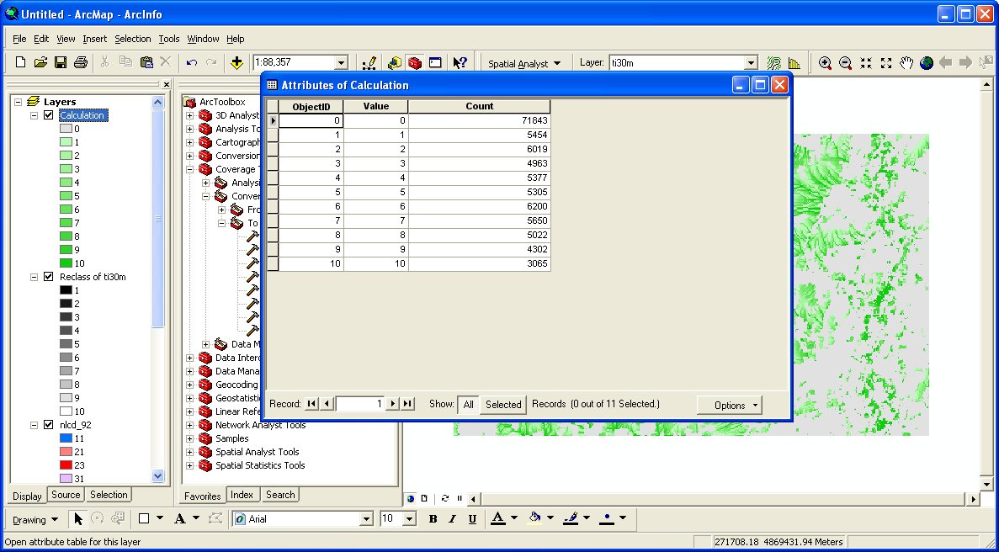 Untitled - ArcMap - ArcInfo
File Edit View Insert Selection Tools Window Help
1:88,357
Spatial Analyst
Layer: ti30m
Layers
Calculation
0
1
2
3
4
5
6
7
8
9
10
Reclass of ti30m
1
2
3
4
5
6
7
8
9
10
nlcd_92
11
21
23
31
Display Source Selection
ArcToolbox
3D Analyst
Analysis To
Cartograph
Conversion
Coverage T
Analysi
Conver
Fro
To
Data M
Data Intero
Data Mana
Geocoding
Geostatisti
Linear Refe
Network Analyst Tools
Samples
Spatial Analyst Tools
Spatial Statistics Tools
Favorites Index Search
Attributes of Calculation
ObjectID Value Count
0 0 71843
1 1 5454
2 2 6019
3 3 4963
4 4 5377
5 5 5305
6 6 6200
7 7 5650
8 8 5022
9 9 4302
10 10 3065
Record: 1 Show: All Selected Records (0 out of 11 Selected.) Options
Drawing A Arial 10 B I U A
Open attribute table for this layer
271708.18 4869431.94 Meters